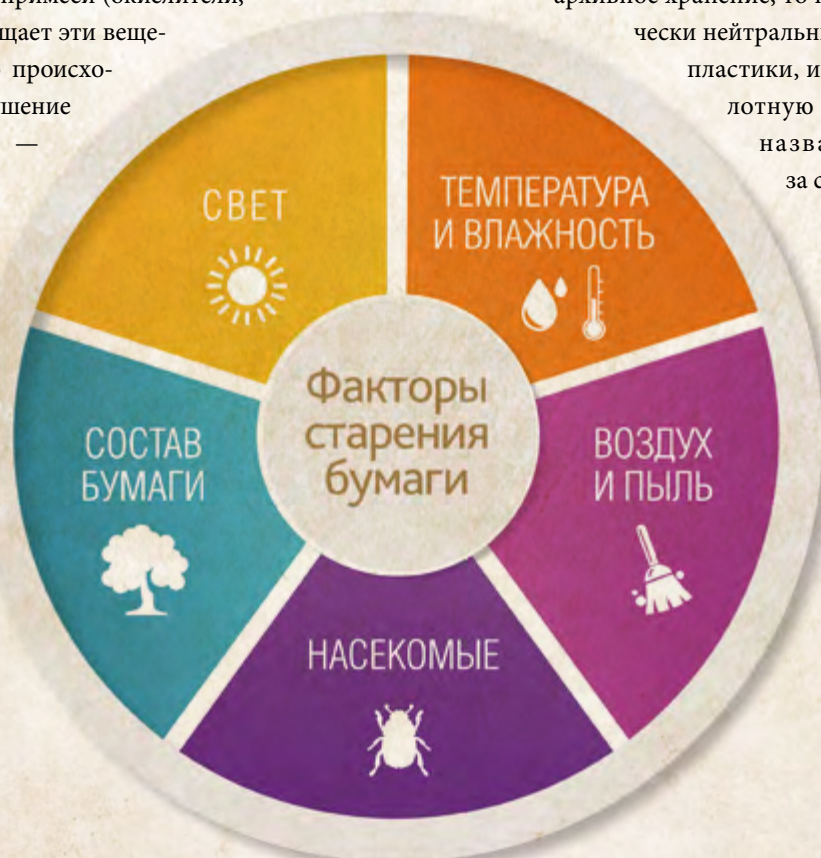 примесей (окислители,
щает эти веще-
происхо-
шение
—
архивное хранение, то
чески нейтральн
пластики, и
лотную
назва
за с
СВЕТ
ТЕМПЕРАТУРА
И ВЛАЖНОСТЬ
Факторы
старения
бумаги
СОСТАВ
БУМАГИ
ВОЗДУХ
И ПЫЛЬ
НАСЕКОМЫЕ